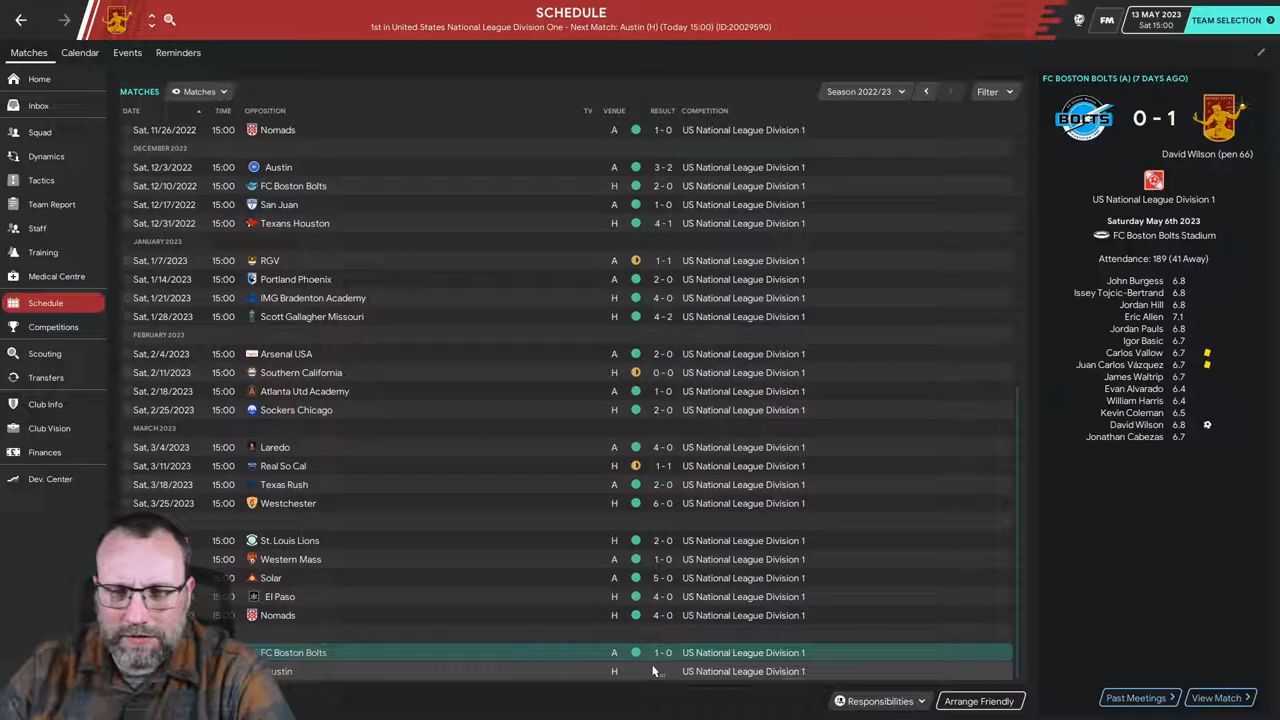 SCHEDULE
1st in United States National League Division One - Next Match: Austin (H) (Today 15:00) (ID:20029590)
FM
13 MAY 2023
Sat 15:00
TEAM SELECTION
Matches Calendar Events Reminders
Home
Inbox
Squad
Dynamics
Tactics
Team Report
Staff
Training
Medical Centre
Schedule
Competitions
Scouting
Transfers
Club Info
Club Vision
Finances
Dev. Center
MATCHES Matches Season 2022/23 Filter
DATE TIME OPPOSITION TV VENUE RESULT COMPETITION
Sat, 11/26/2022 15:00 Nomads A 1 - 0 US National League Division 1
DECEMBER 2022
Sat, 12/3/2022 15:00 Austin A 3 - 2 US National League Division 1
Sat, 12/10/2022 15:00 FC Boston Bolts H 2 - 0 US National League Division 1
Sat, 12/17/2022 15:00 San Juan A 1 - 0 US National League Division 1
Sat, 12/31/2022 15:00 Texans Houston H 4 - 1 US National League Division 1
JANUARY 2023
Sat, 1/7/2023 15:00 RGV A 1 - 1 US National League Division 1
Sat, 1/14/2023 15:00 Portland Phoenix A 2 - 0 US National League Division 1
Sat, 1/21/2023 15:00 IMG Bradenton Academy H 4 - 0 US National League Division 1
Sat, 1/28/2023 15:00 Scott Gallagher Missouri H 4 - 2 US National League Division 1
FEBRUARY 2023
Sat, 2/4/2023 15:00 Arsenal USA A 2 - 0 US National League Division 1
Sat, 2/11/2023 15:00 Southern California H 0 - 0 US National League Division 1
Sat, 2/18/2023 15:00 Atlanta Utd Academy A 1 - 0 US National League Division 1
Sat, 2/25/2023 15:00 Sockers Chicago H 2 - 0 US National League Division 1
MARCH 2023
Sat, 3/4/2023 15:00 Laredo A 4 - 0 US National League Division 1
Sat, 3/11/2023 15:00 Real So Cal H 1 - 1 US National League Division 1
Sat, 3/18/2023 15:00 Texas Rush A 2 - 0 US National League Division 1
Sat, 3/25/2023 15:00 Westchester H 6 - 0 US National League Division 1
15:00 St. Louis Lions H 2 - 0 US National League Division 1
15:00 Western Mass A 1 - 0 US National League Division 1
15:00 Solar A 5 - 0 US National League Division 1
15:00 El Paso H 4 - 0 US National League Division 1
15:00 Nomads H 4 - 0 US National League Division 1
FC Boston Bolts A 1 - 0 US National League Division 1
ustin H US National League Division 1
Responsibilities Arrange Friendly
FC BOSTON BOLTS (A) (7 DAYS AGO)
BOLTS
0 - 1
David Wilson (pen 66)
US National League Division 1
Saturday May 6th 2023
FC Boston Bolts Stadium
Attendance: 189 (41 Away)
John Burgess 6.8
Issey Tojcic-Bertrand 6.8
Jordan Hill 6.8
Eric Allen 7.1
Jordan Pauls 6.8
Igor Basic 6.7
Carlos Vallow 6.7
Juan Carlos Vázquez 6.7
James Waltrip 6.7
Evan Alvarado 6.4
William Harris 6.4
Kevin Coleman 6.5
David Wilson 6.8
Jonathan Cabezas 6.7
Past Meetings View Match